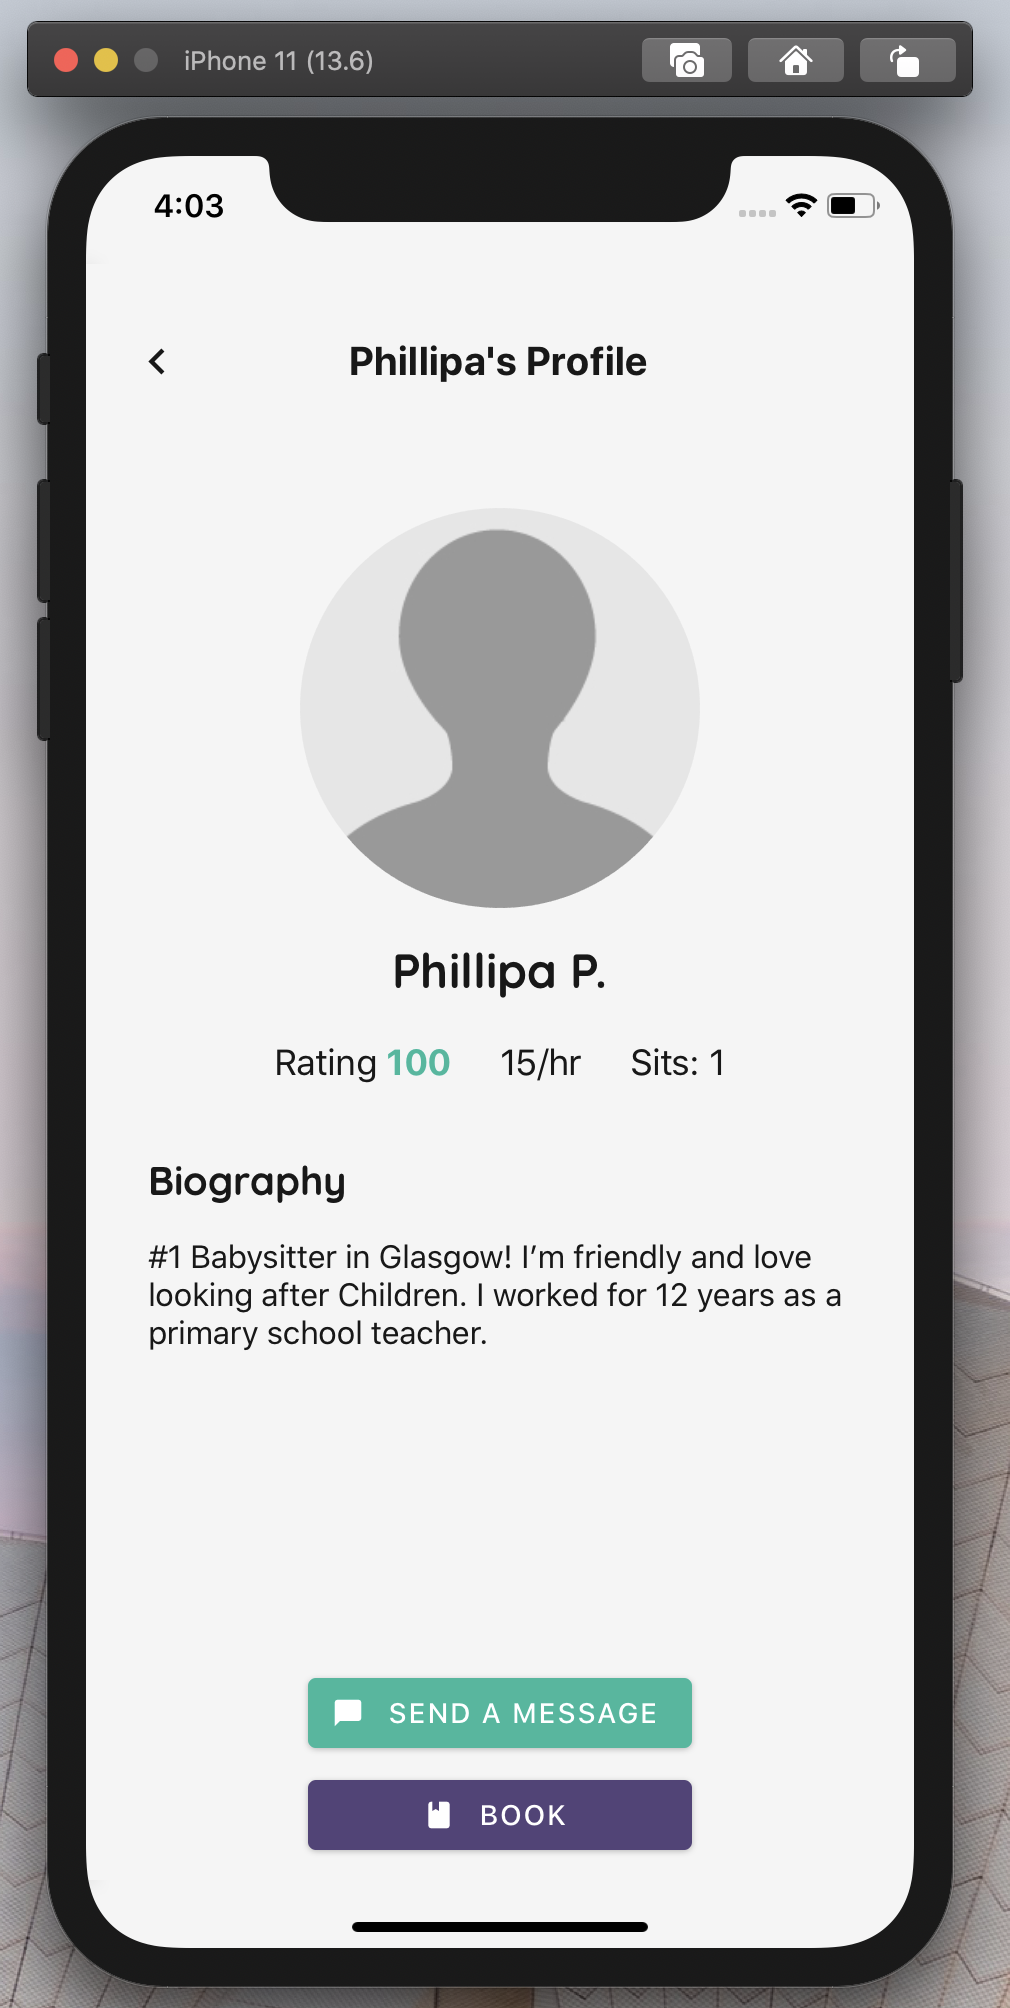 iPhone 11 (13.6)
4:03
Phillipa's Profile
Phillipa P.
Rating 100 15/hr Sits: 1
Biography
#1 Babysitter in Glasgow! I’m friendly and love
looking after Children. I worked for 12 years as a
primary school teacher.
SEND A MESSAGE
BOOK